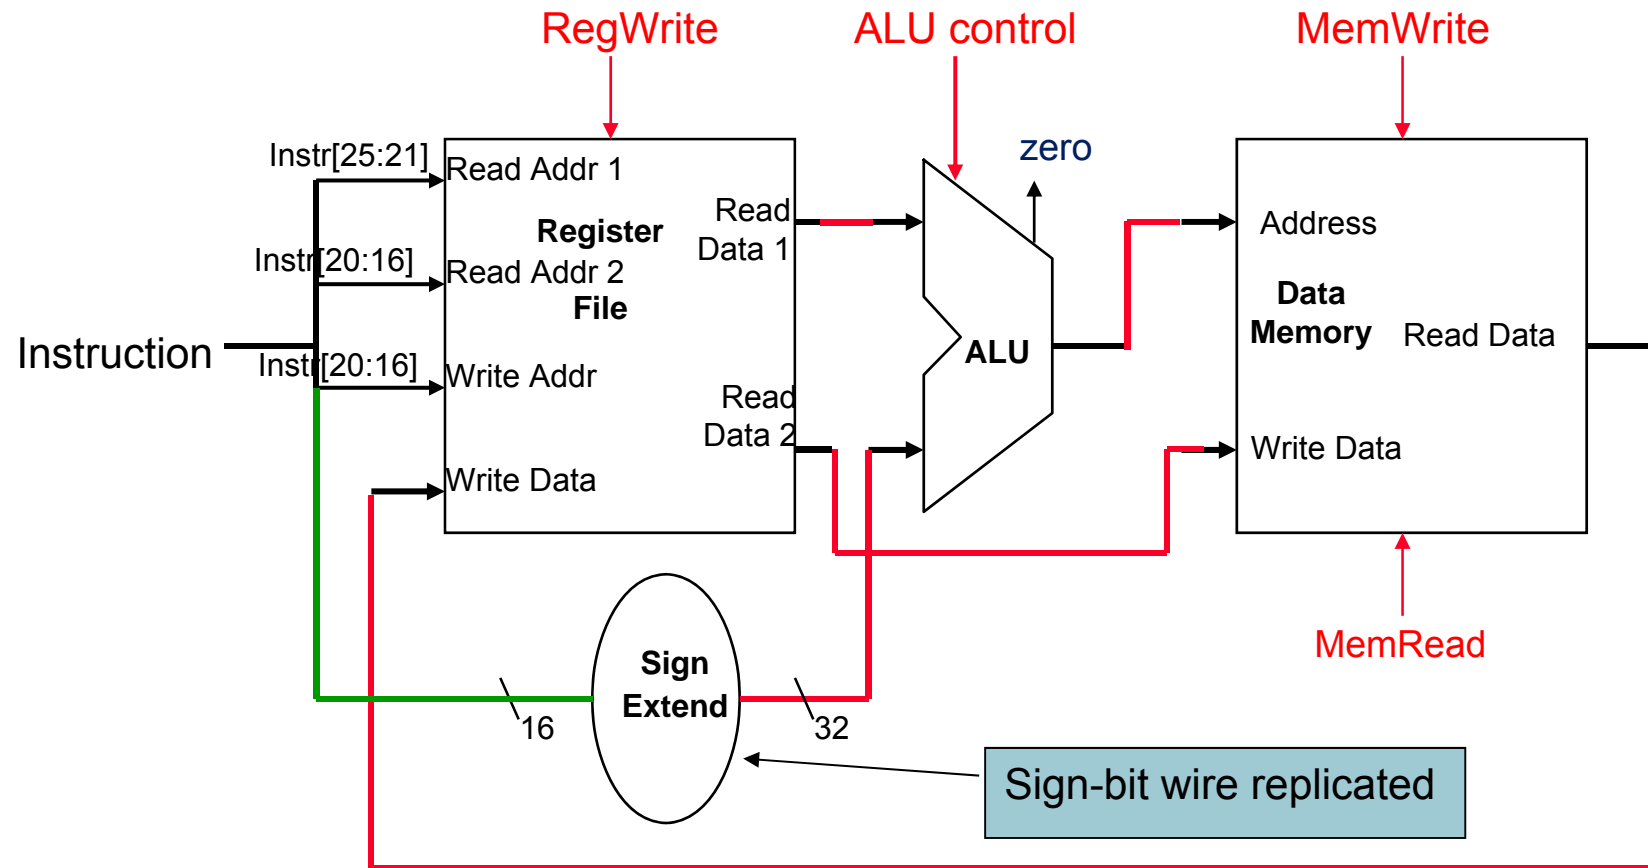 RegWrite
ALU control
MemWrite
Instr[25:21]
Read Addr 1
zero
Read
Data 1
Register
File
Address
Instr[20:16]
Read Addr 2
Data
Memory
Read Data
Instruction
ALU
Instr[20:16]
Write Addr
Read
Data 2
Write Data
Write Data
MemRead
Sign
Extend
16
32
Sign-bit wire replicated